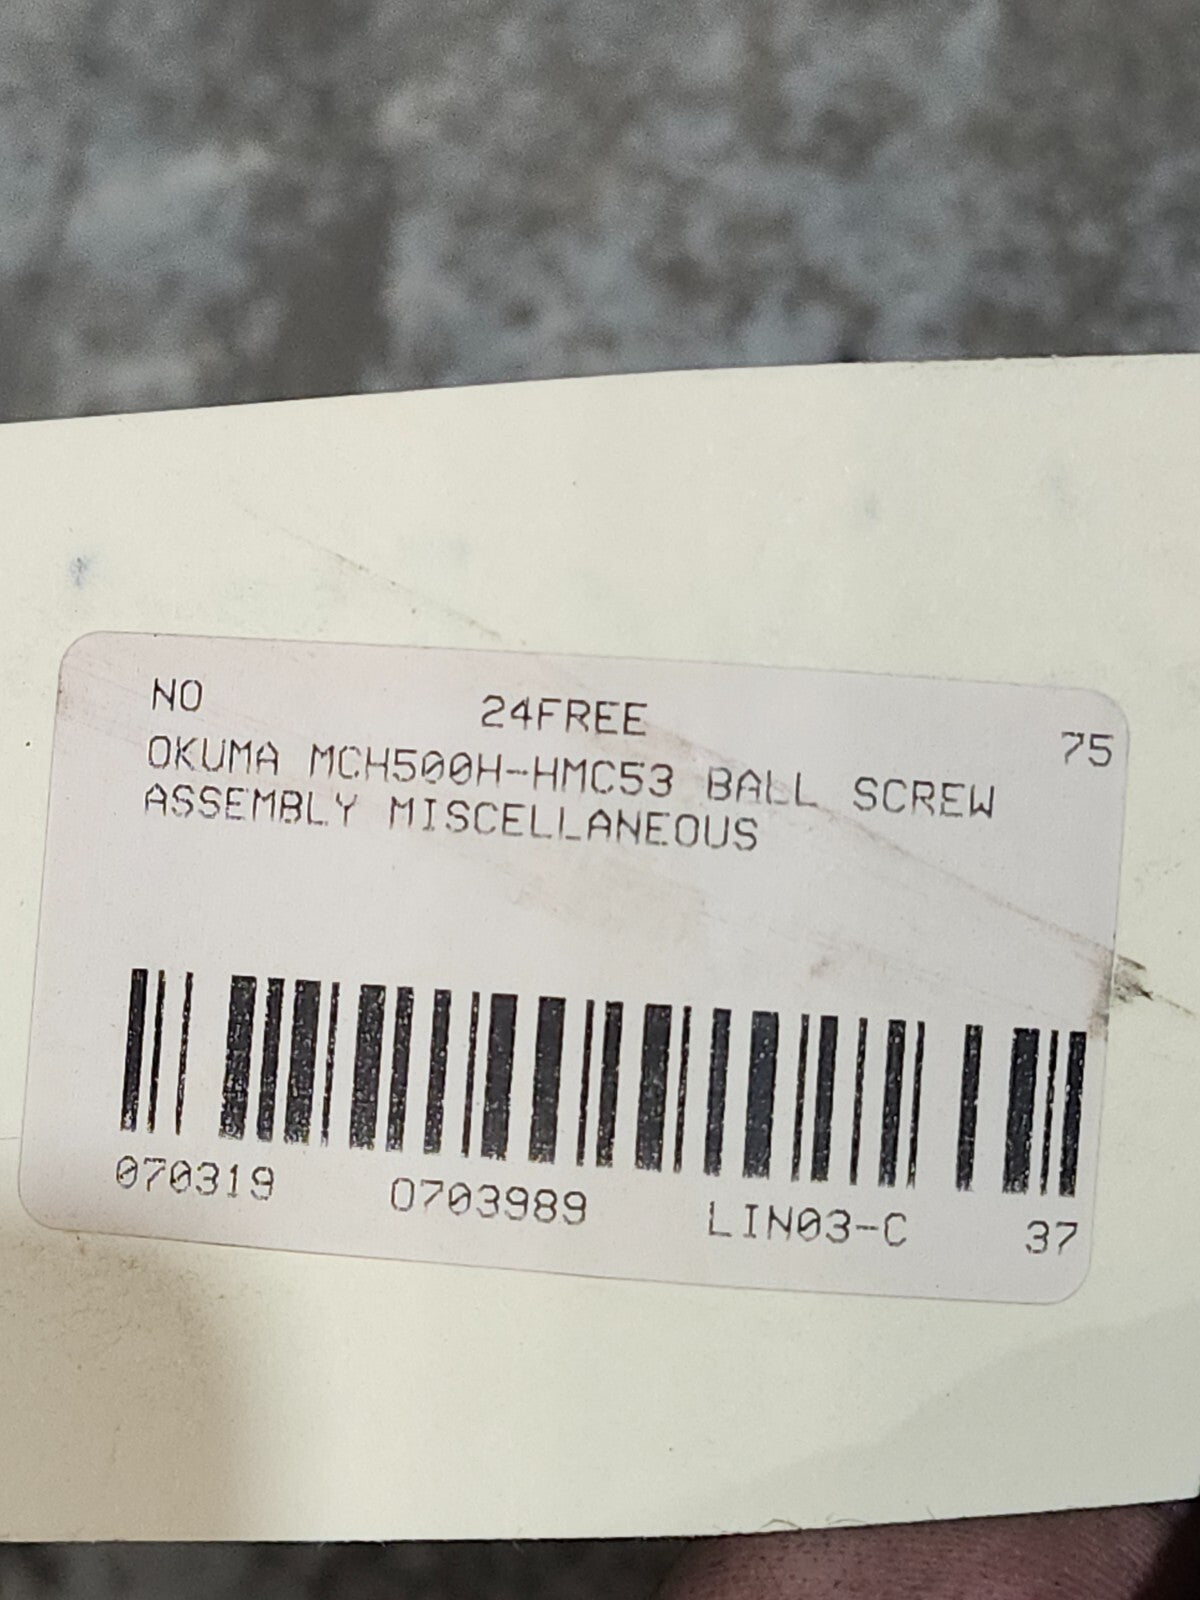 NO 24FREE 75
OKUMA MCH500H-HMC53 BALL SCREW
ASSEMBLY MISCELLANEOUS
070319 0703989 LIN03-C 37